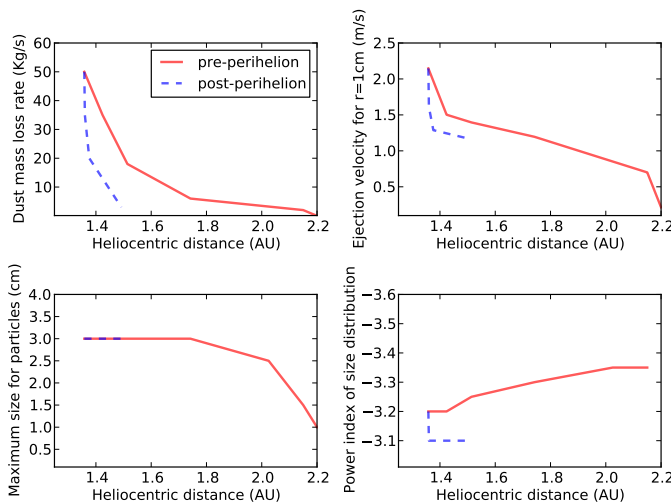 60
50
40
30
20
10
1.4 1.6 1.8 2.0 2.2
Heliocentric distance (AU)
Dust mass loss rate (Kg/s)
pre-perihelion
post-perihelion
2.5
2.0
1.5
1.0
0.5
1.4 1.6 1.8 2.0 2.2
Heliocentric distance (AU)
Ejection velocity for r=1cm (m/s)
4.0
3.5
3.0
2.5
2.0
1.5
1.0
0.5
1.4 1.6 1.8 2.0 2.2
Heliocentric distance (AU)
Maximum size for particles (cm)
−3.6
−3.5
−3.4
−3.3
−3.2
−3.1
1.4 1.6 1.8 2.0 2.2
Heliocentric distance (AU)
Power index of size distribution